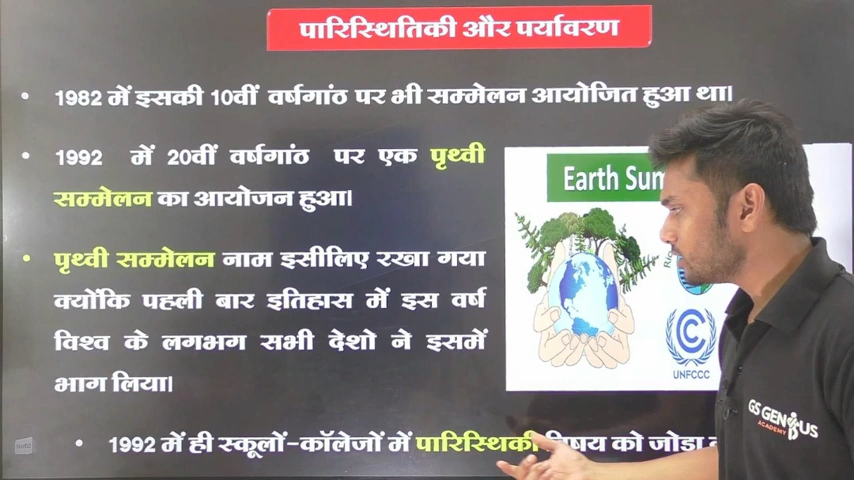 पारिस्थितिकी और पर्यावरण
• 1982 में इसकी 10वीं वर्षगांठ पर भी सम्मेलन आयोजित हुआ था।
• 1992 में 20वीं वर्षगांठ पर एक पृथ्वी
सम्मेलन का आयोजन हुआ।
• पृथ्वी सम्मेलन नाम इसीलिए रखा गया
क्योंकि पहली बार इतिहास में इस वर्ष
विश्व के लगभग सभी देशो ने इसमें
भाग लिया।
• 1992 में ही स्कूलों-कॉलेजों में पारिस्थिकी विषय को जोड़ा
Earth Sum
UNFCCC
GS GENIUS
ACADEMY